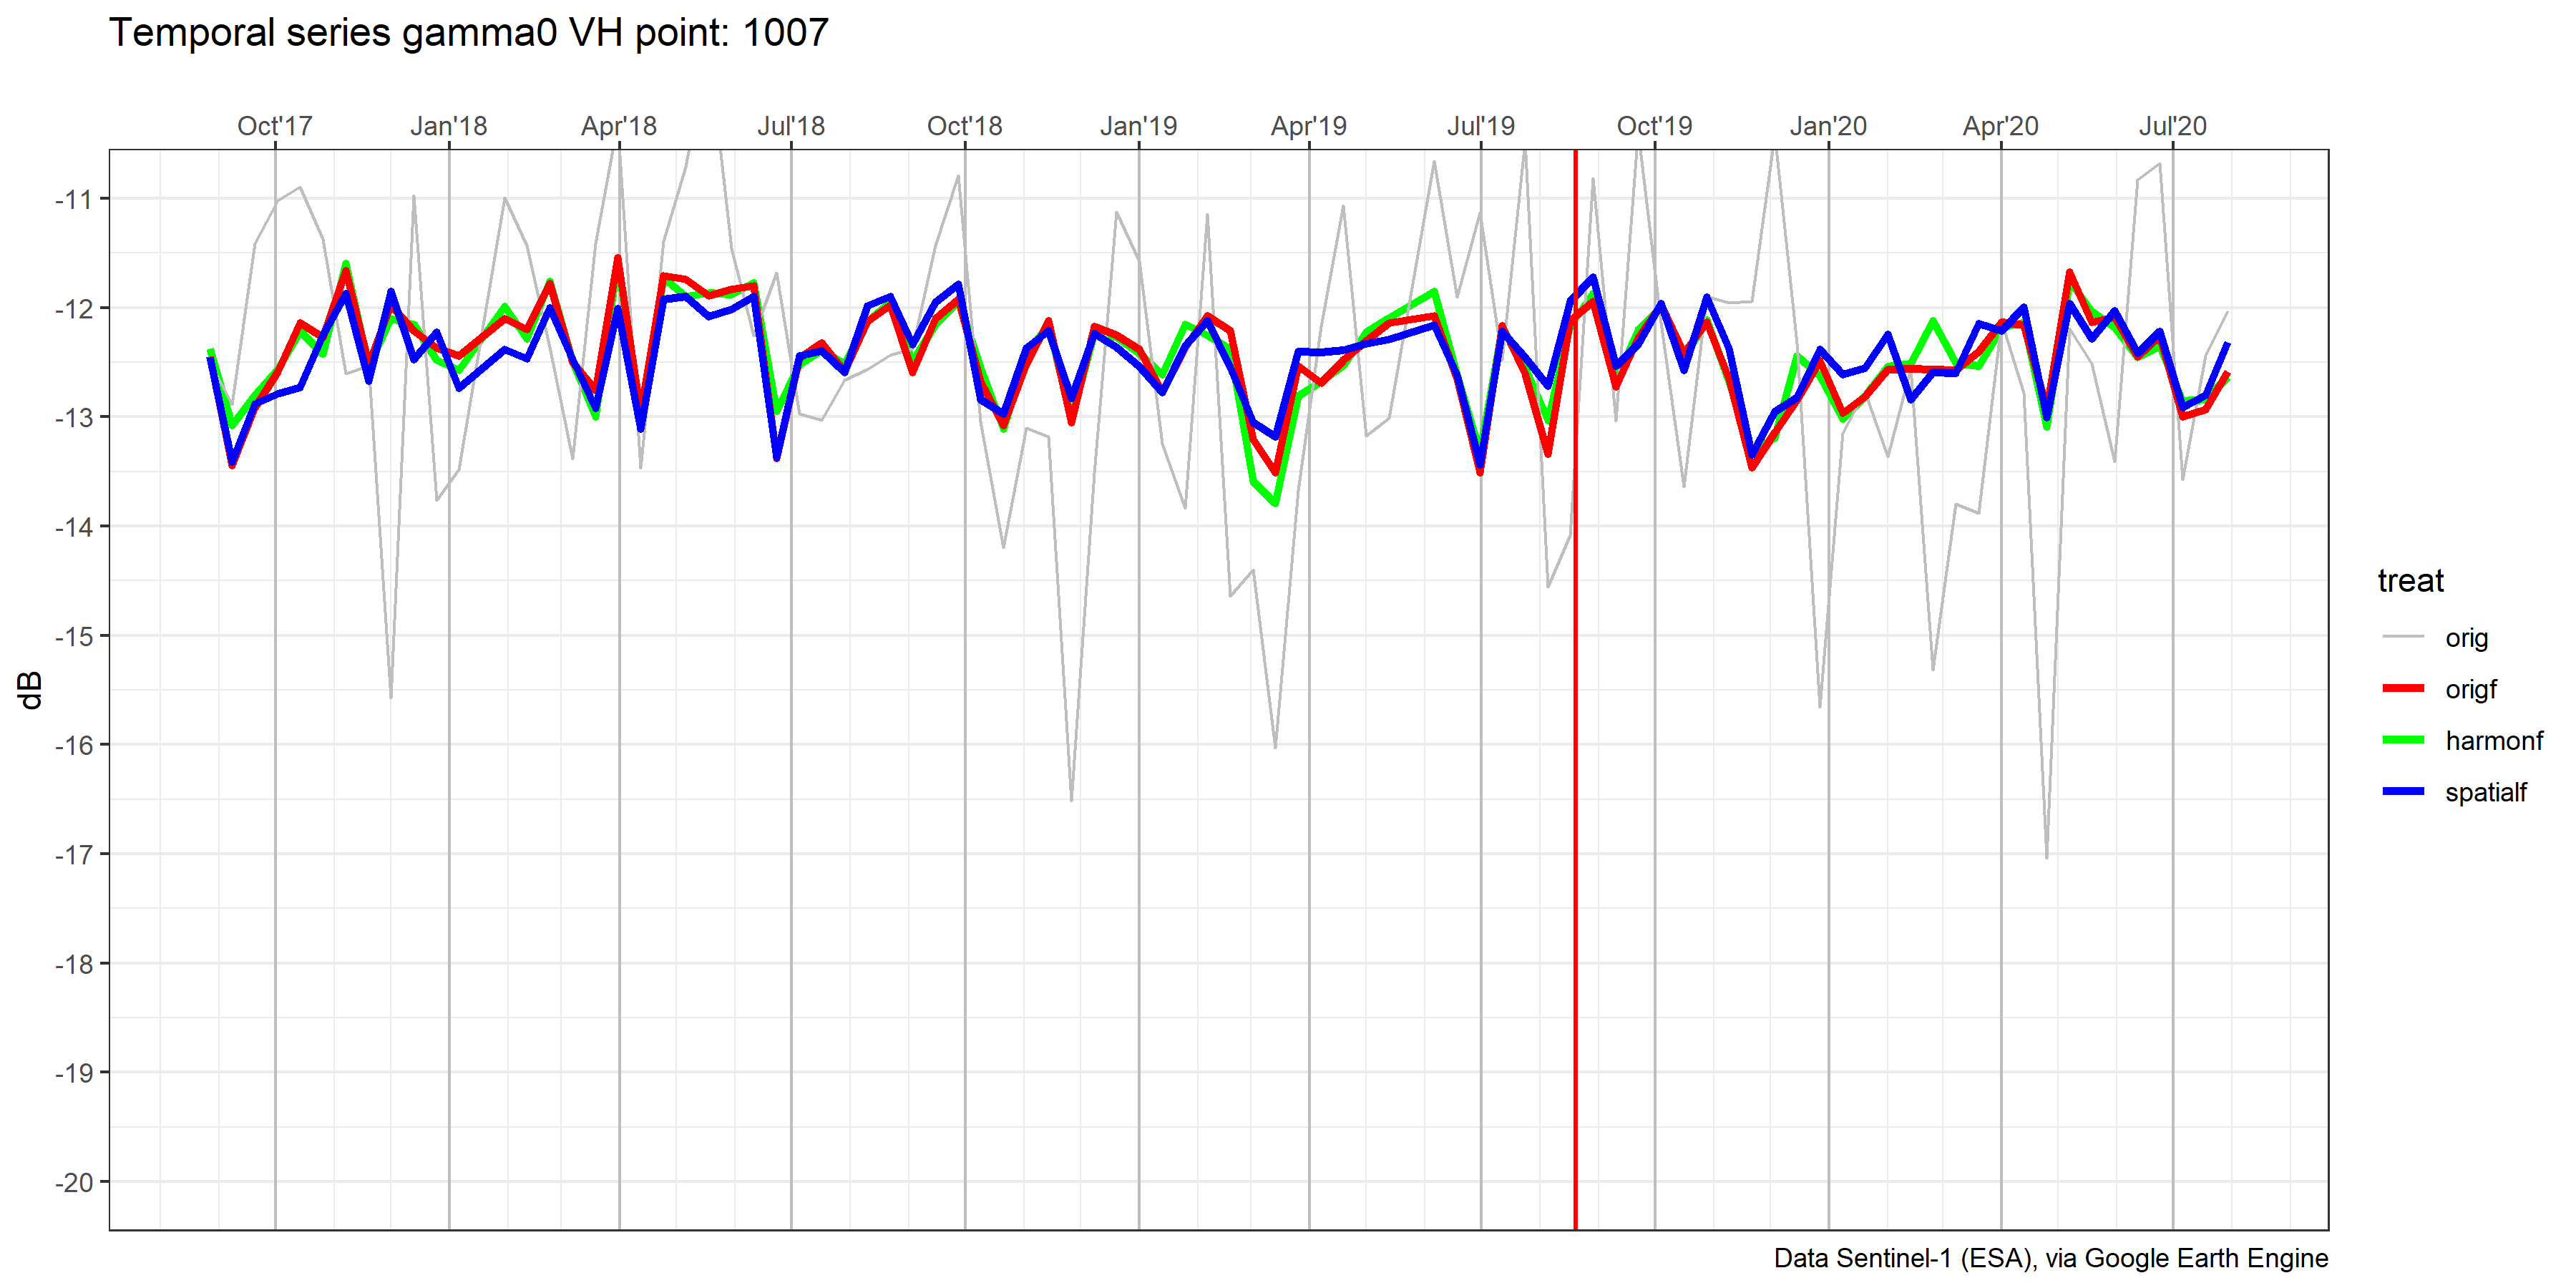 Temporal series gamma0 VH point: 1007
Oct'17 Jan'18 Apr'18 Jul'18 Oct'18 Jan'19 Apr'19 Jul'19 Oct'19 Jan'20 Apr'20 Jul'20
-11
-12
-13
-14
-15
-16
-17
-18
-19
-20
dB
treat
orig
origf
harmonf
spatialf
Data Sentinel-1 (ESA), via Google Earth Engine